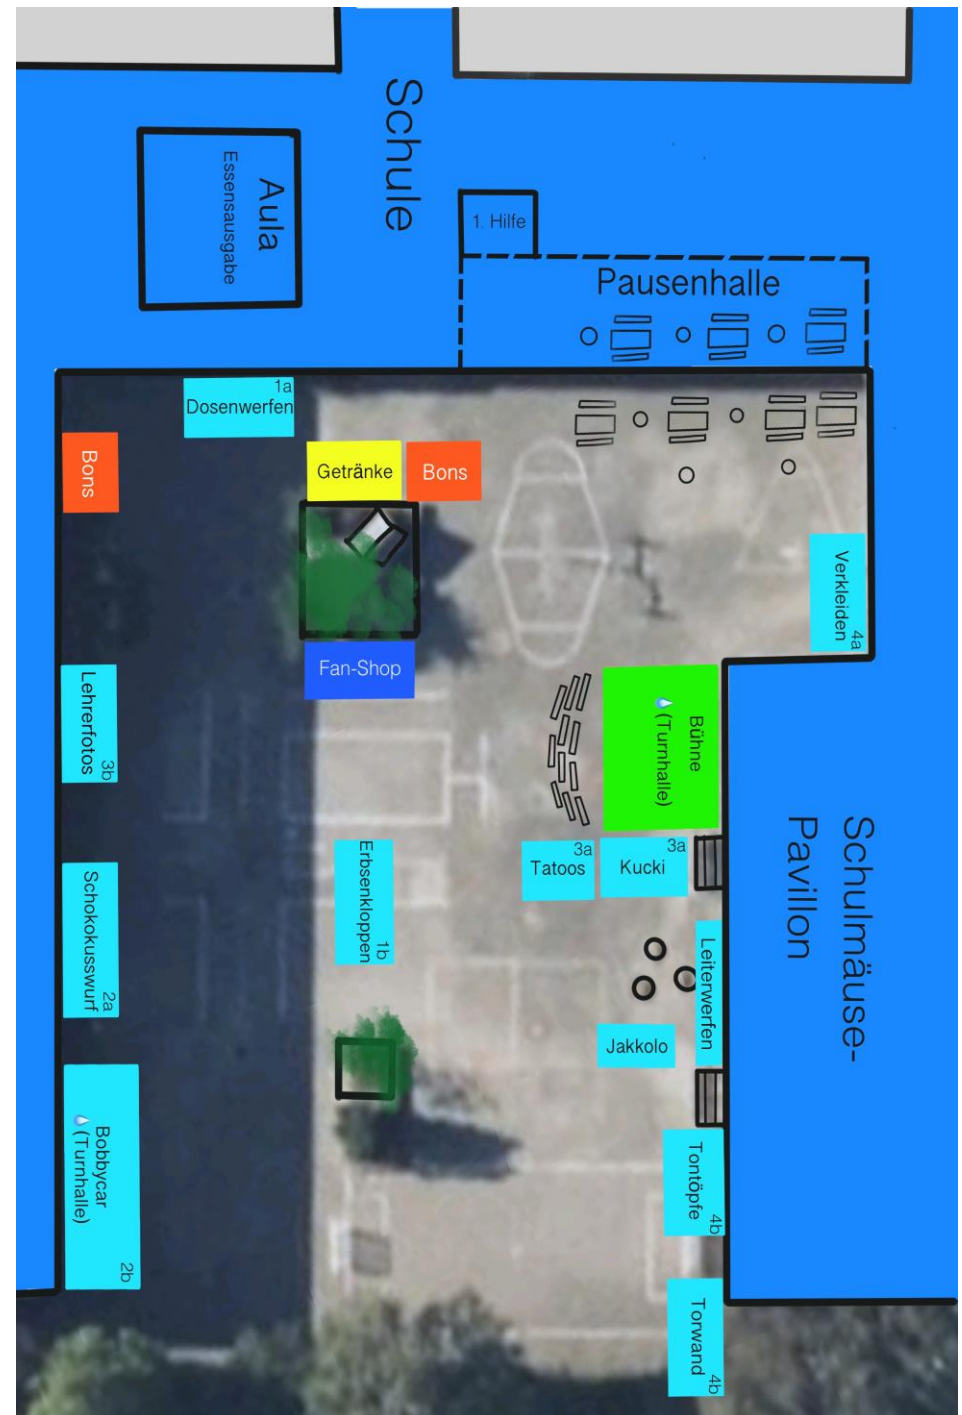 Schule
Aula
Essensausgabe
1. Hilfe
Pausenhalle
1a
Dosenwerfen
Bons
Getränke
Bons
Verkleiden
4a
Fan-Shop
Lehrerfotos
3b
Bühne
(Turnhalle)
Erbsenkloppen
1b
3a
Tatoos
3a
Kucki
Schulmäuse-
Pavillon
Schokokusswurf
2a
Leiterwerfen
Jakkolo
Bobbycar
(Turnhalle)
2b
Tontöpfe
4b
Torwand
4b